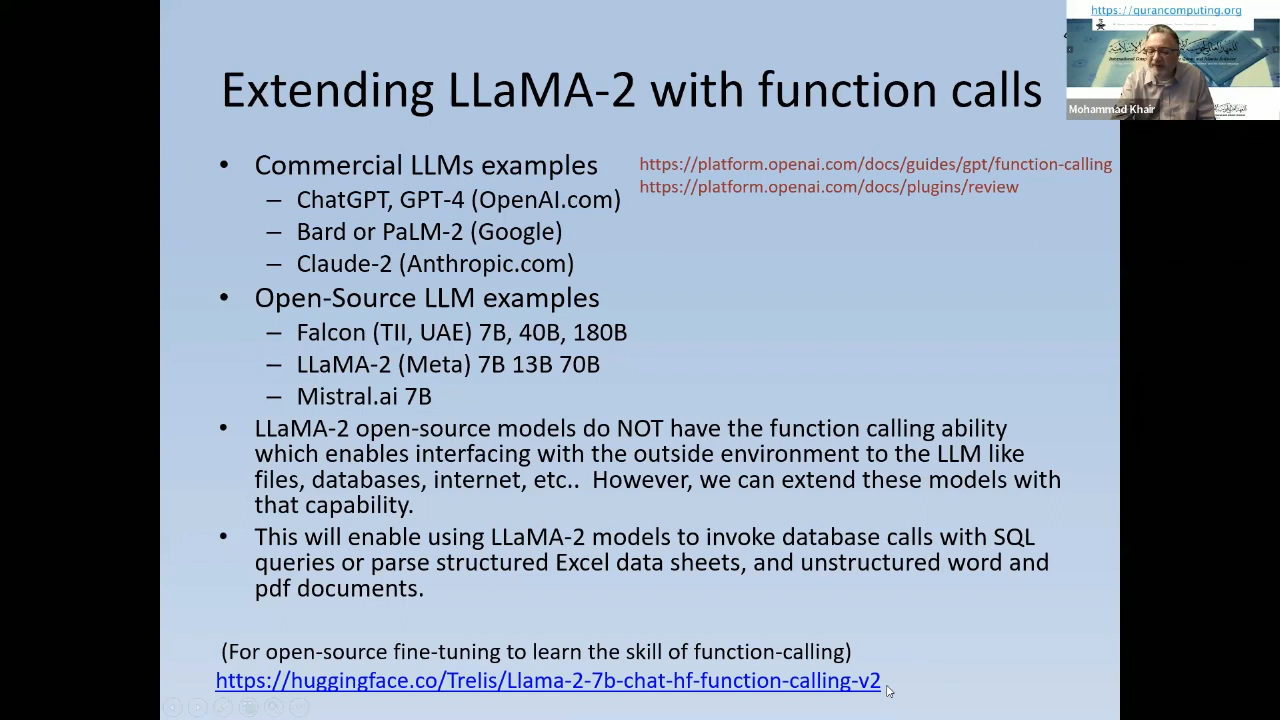 https://qurancomputing.org
Mohammad Khair
Extending LLaMA-2 with function calls
• Commercial LLMs examples
https://platform.openai.com/docs/guides/gpt/function-calling
https://platform.openai.com/docs/plugins/review
– ChatGPT, GPT-4 (OpenAI.com)
– Bard or PaLM-2 (Google)
– Claude-2 (Anthropic.com)
• Open-Source LLM examples
– Falcon (TII, UAE) 7B, 40B, 180B
– LLaMA-2 (Meta) 7B 13B 70B
– Mistral.ai 7B
• LLaMA-2 open-source models do NOT have the function calling ability
which enables interfacing with the outside environment to the LLM like
files, databases, internet, etc.. However, we can extend these models with
that capability.
• This will enable using LLaMA-2 models to invoke database calls with SQL
queries or parse structured Excel data sheets, and unstructured word and
pdf documents.
(For open-source fine-tuning to learn the skill of function-calling)
https://huggingface.co/Trelis/Llama-2-7b-chat-hf-function-calling-v2